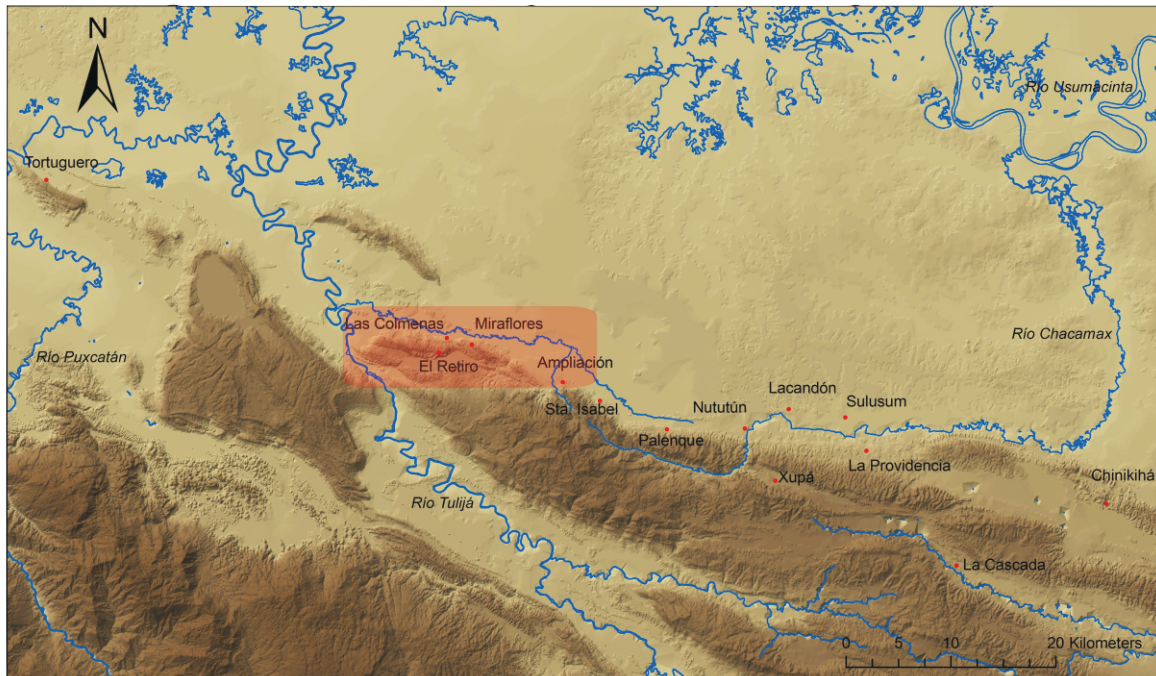 N
Río Usumacinta
Tortuguero
Las Colmenas
Miraflores
Río Chacamax
Río Puxcatán
El Retiro
Ampliación
Lacandón
Sulusum
Sta. Isabel
Nututún
Palenque
La Providencia
Xupá
Chinikihá
Río Tulijá
La Cascada
0 5 10 20 Kilometers